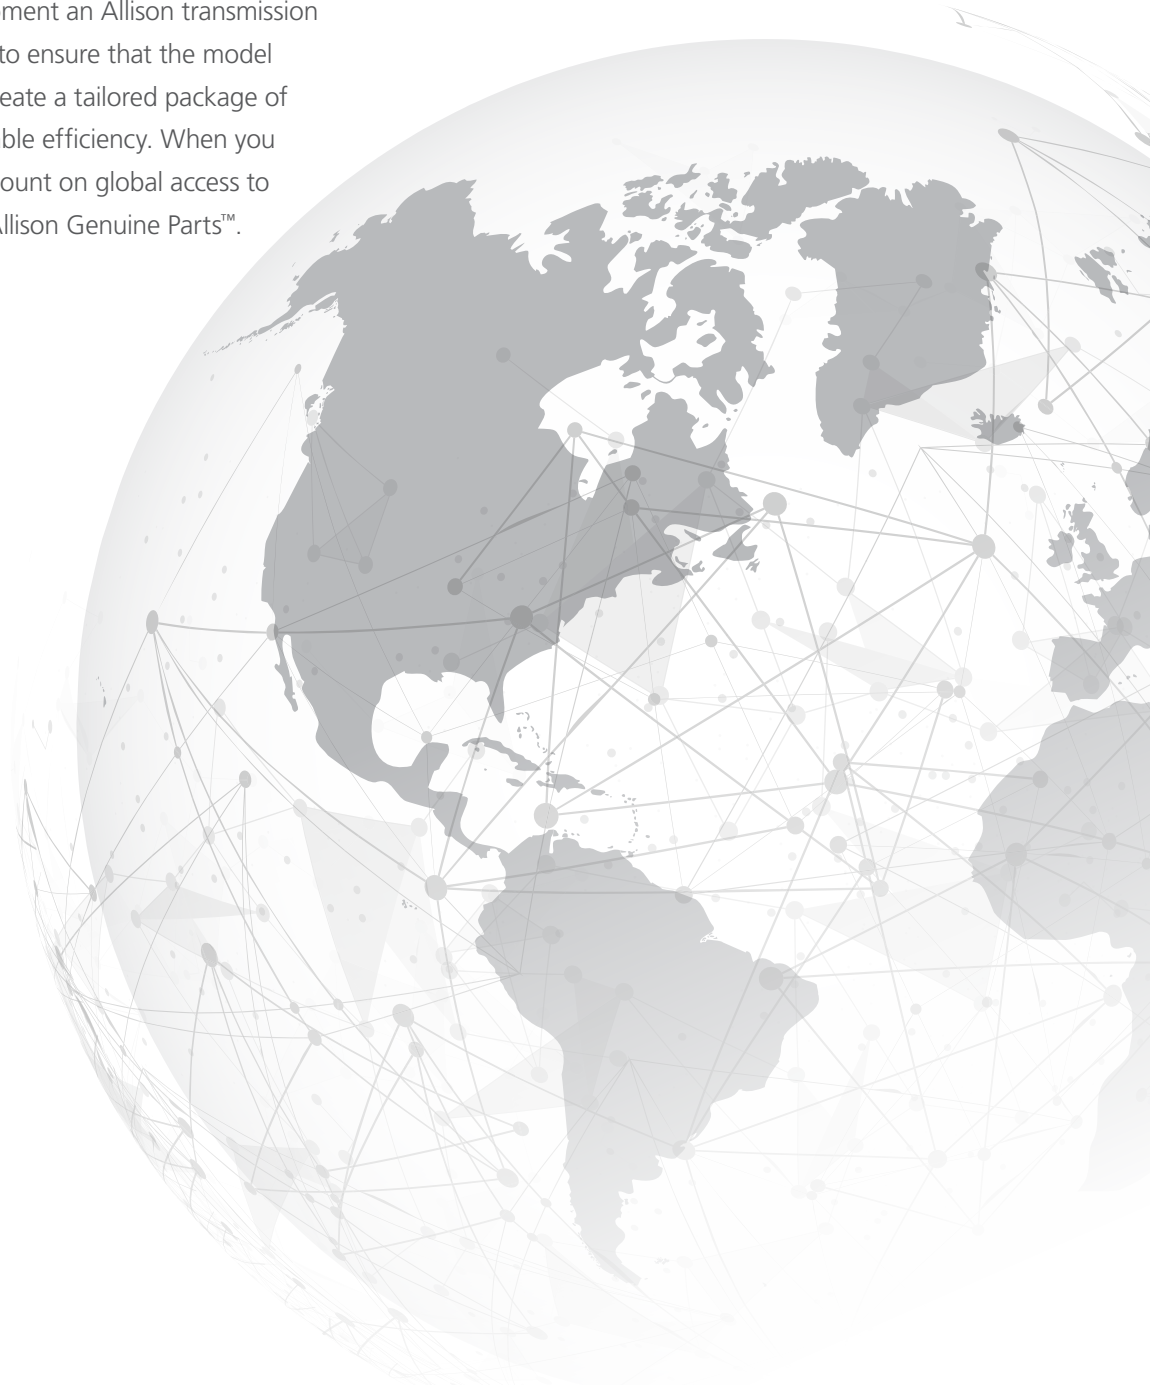 ment an Allison transmission
to ensure that the model
eate a tailored package of
ble efficiency. When you
ount on global access to
Allison Genuine Parts™.